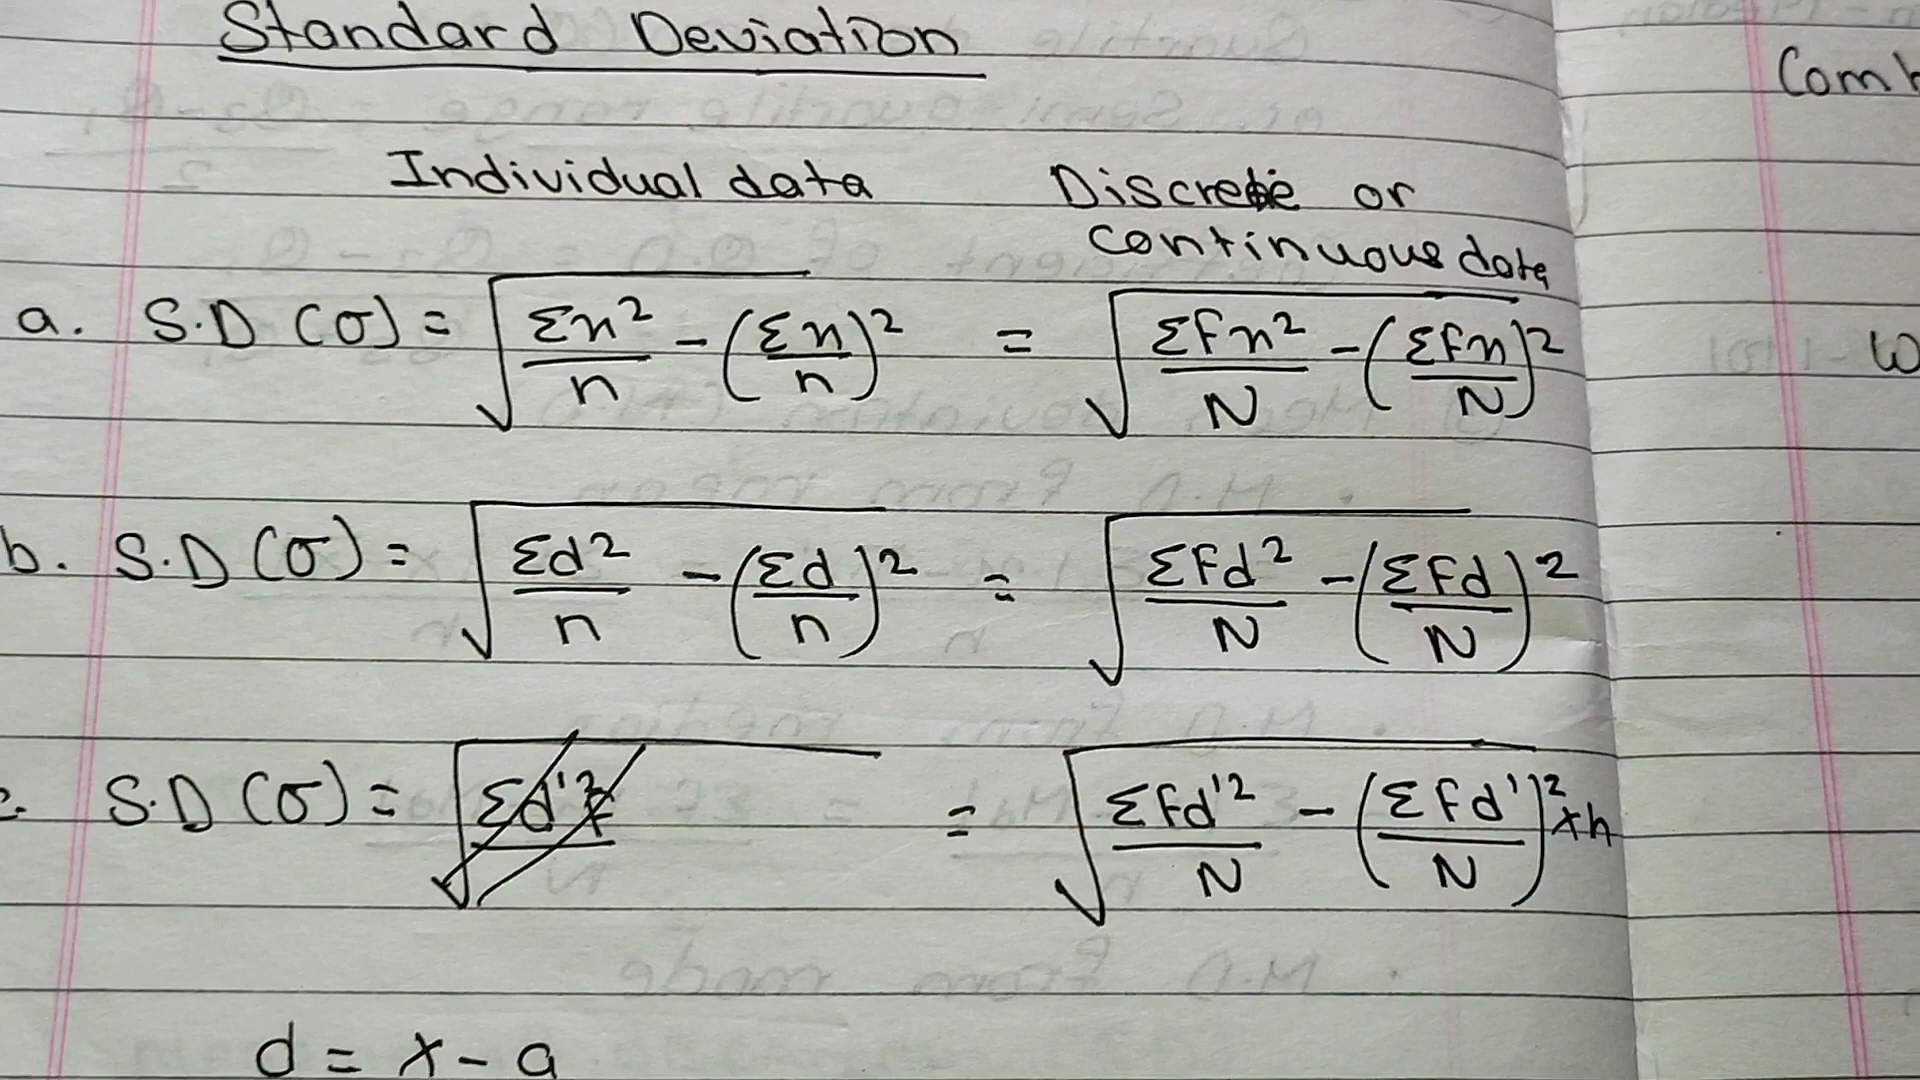 Standard Deviation
Comb
Individual data Discrete or
continuous data
a. S.D (σ) = √(Σx²/n - (Σx/n)²) = √(Σfx²/N - (Σfx/N)²)
b. S.D (σ) = √(Σd²/n - (Σd/n)²) = √(Σfd²/N - (Σfd/N)²)
c. S.D (σ) = = √(Σfd'²/N - (Σfd'/N)²) × h
d = x - a